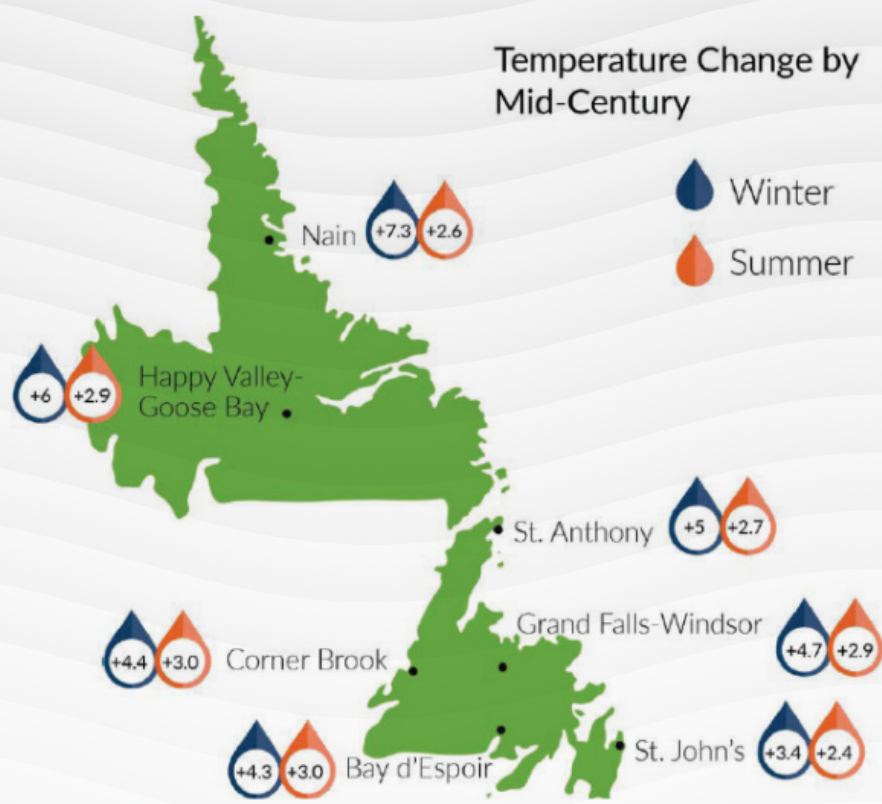 Temperature Change by
Mid-Century
Winter
Summer
Nain +7.3 +2.6
+6 +2.9 Happy Valley-
Goose Bay
St. Anthony +5 +2.7
Grand Falls-Windsor +4.7 +2.9
+4.4 +3.0 Corner Brook
St. John's +3.4 +2.4
+4.3 +3.0 Bay d'Espoir